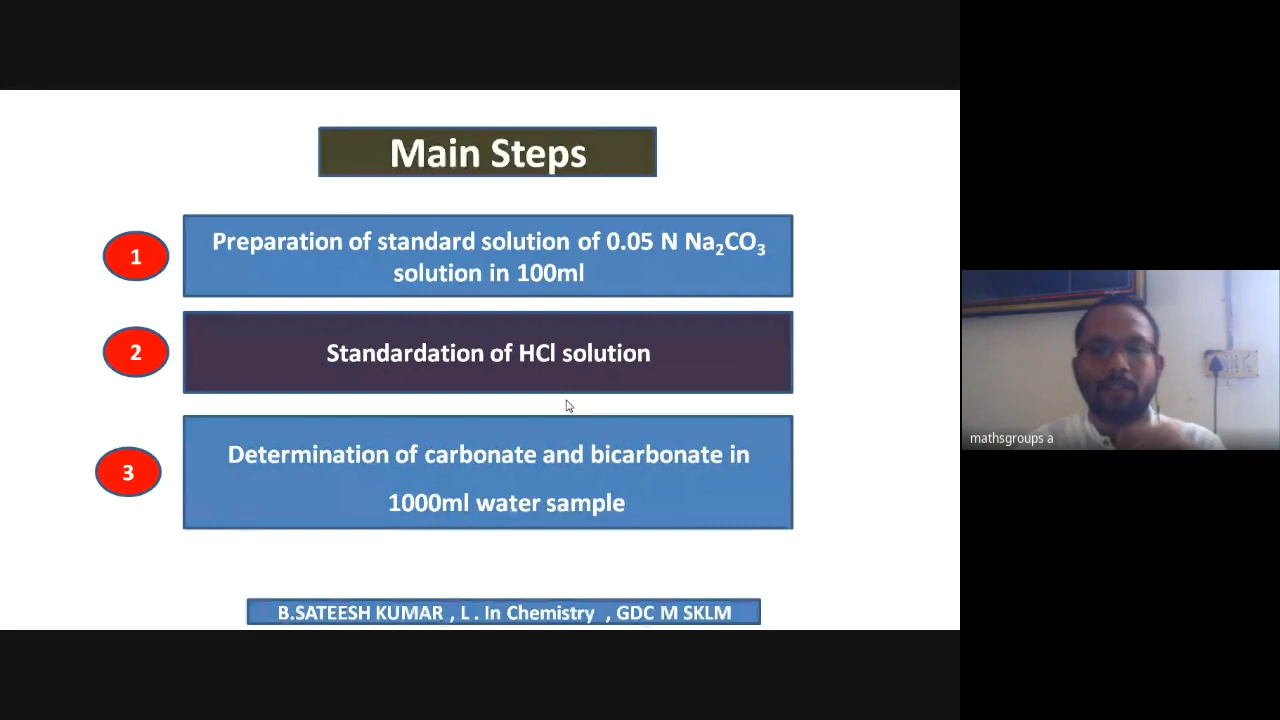 Main Steps
1
Preparation of standard solution of 0.05 N Na₂CO₃
solution in 100ml
2
Standardation of HCl solution
3
Determination of carbonate and bicarbonate in
1000ml water sample
B.SATEESH KUMAR , L . In Chemistry , GDC M SKLM
mathsgroups a